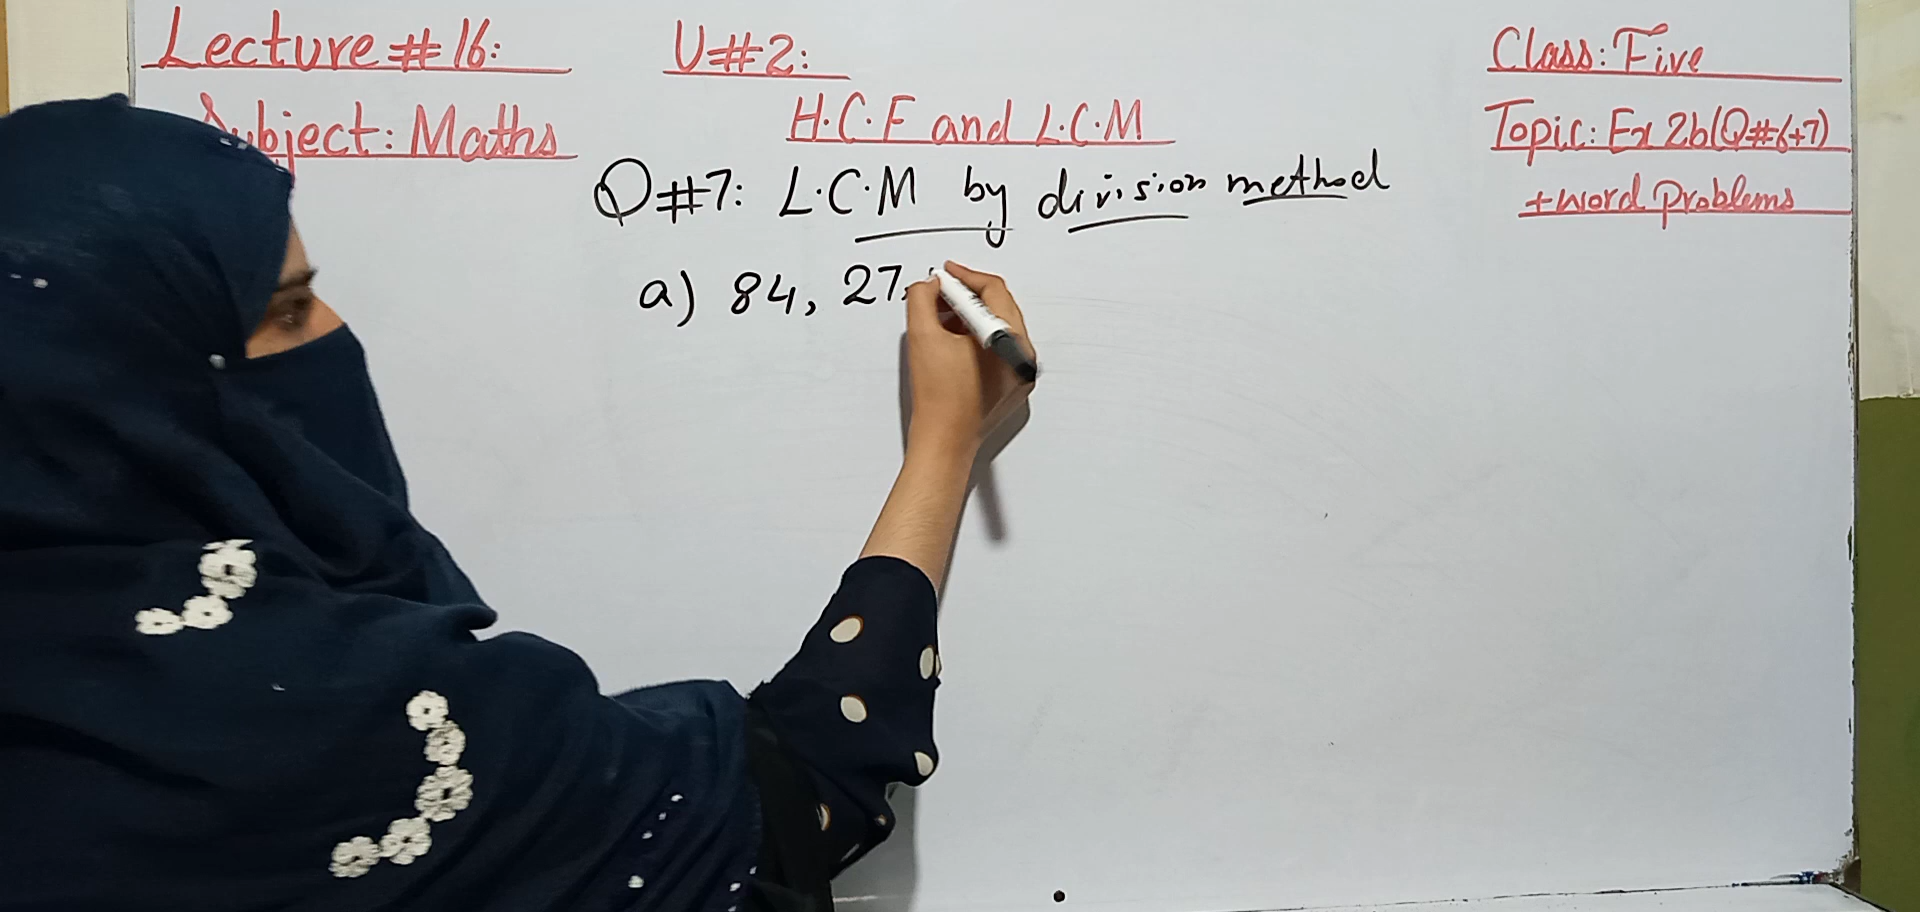 Lecture # 16:
Subject: Maths
U#2:
H.C.F and L.C.M
Class: Five
Topic: Ex 2b(Q#6+7)
+word problems
Q#7: L.C.M by division method
a) 84, 27,